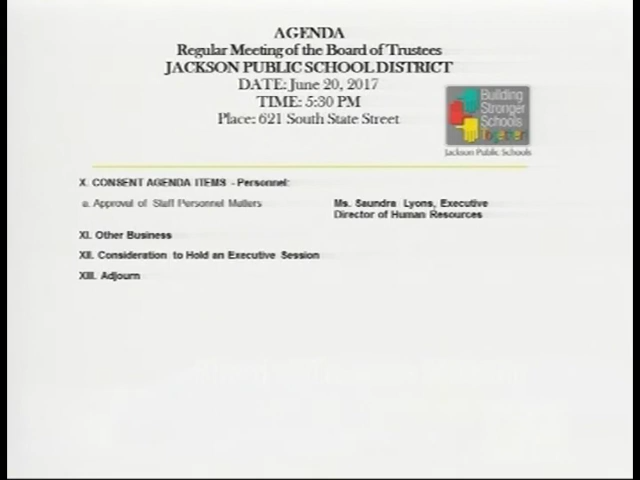 AGENDA
Regular Meeting of the Board of Trustees
JACKSON PUBLIC SCHOOL DISTRICT
DATE: June 20, 2017
TIME: 5:30 PM
Place: 621 South State Street
Building
Stronger
Schools
Together
Jackson Public Schools
X. CONSENT AGENDA ITEMS - Personnel:
a. Approval of Staff Personnel Matters
Ms. Saundra Lyons, Executive
Director of Human Resources
XI. Other Business
XII. Consideration to Hold an Executive Session
XIII. Adjourn